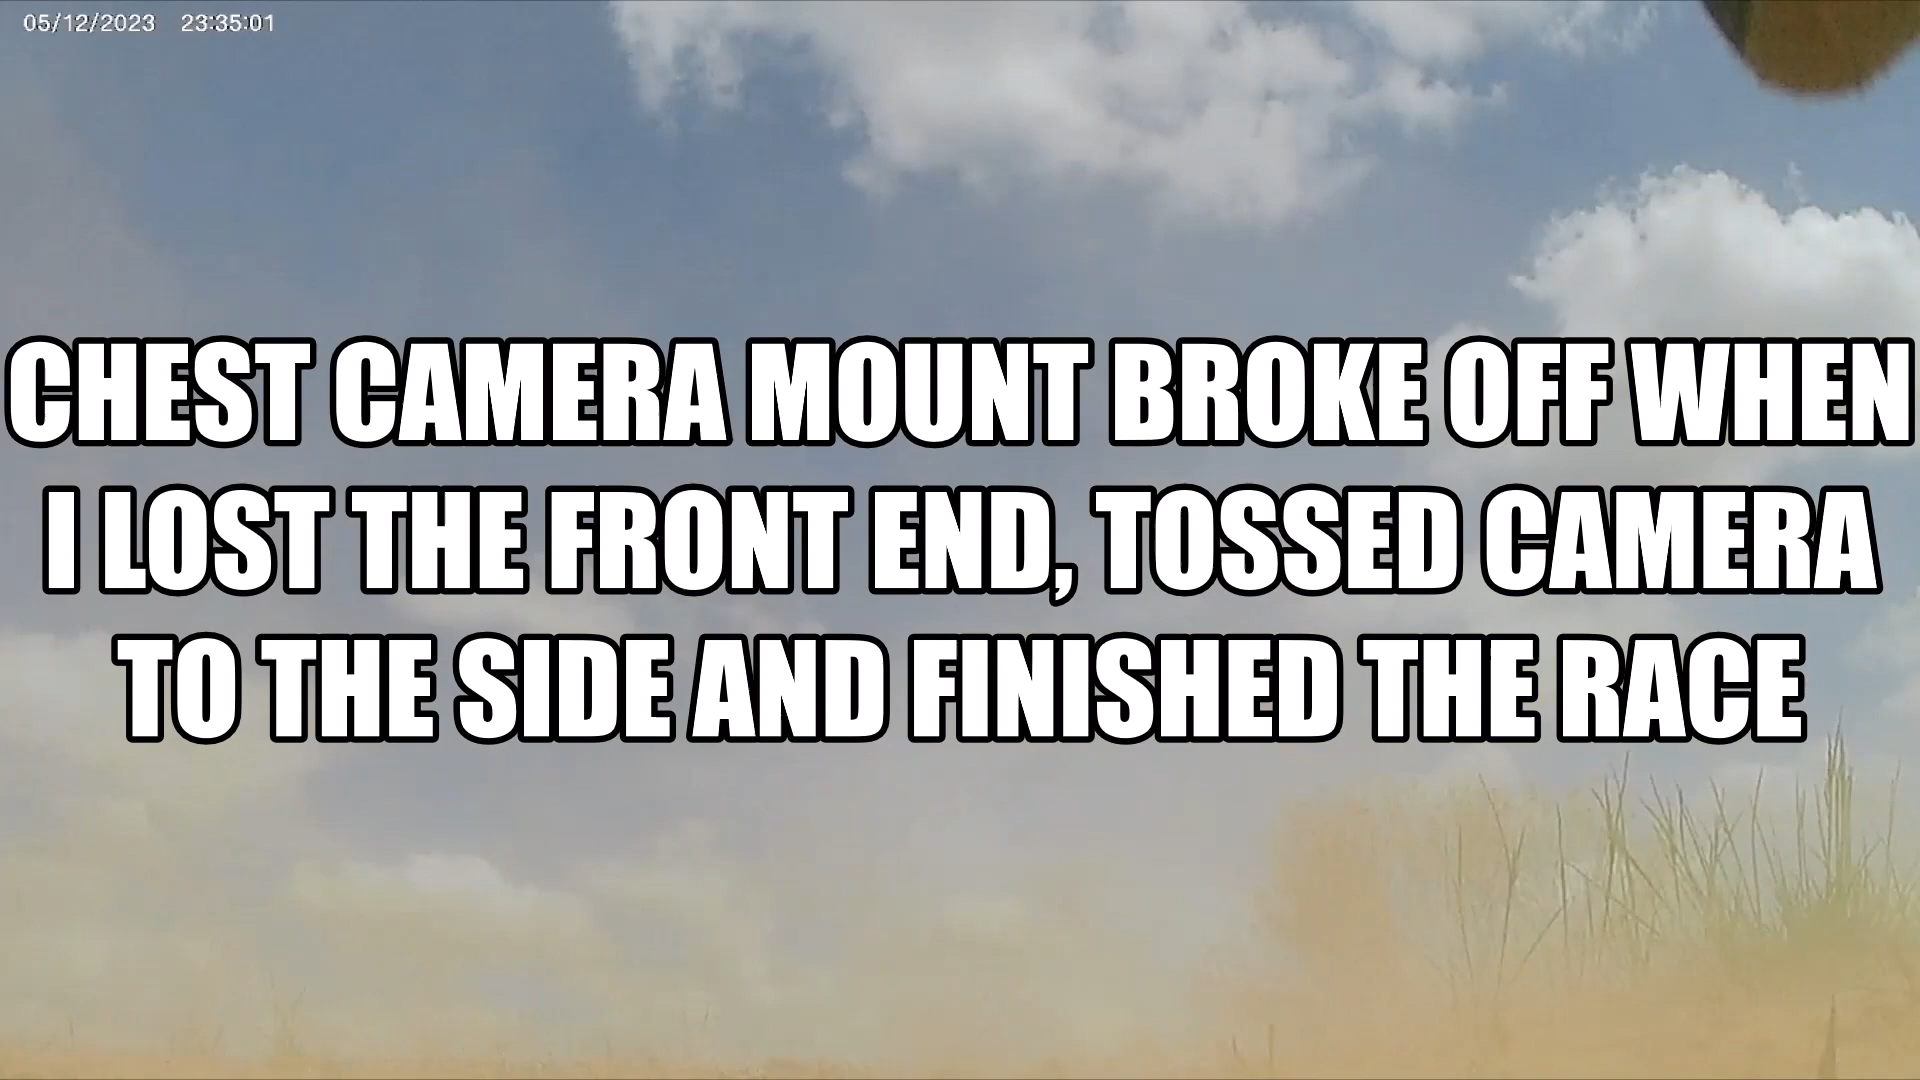 05/12/2023 23:35:01
CHEST CAMERA MOUNT BROKE OFF WHEN
I LOST THE FRONT END, TOSSED CAMERA
TO THE SIDE AND FINISHED THE RACE